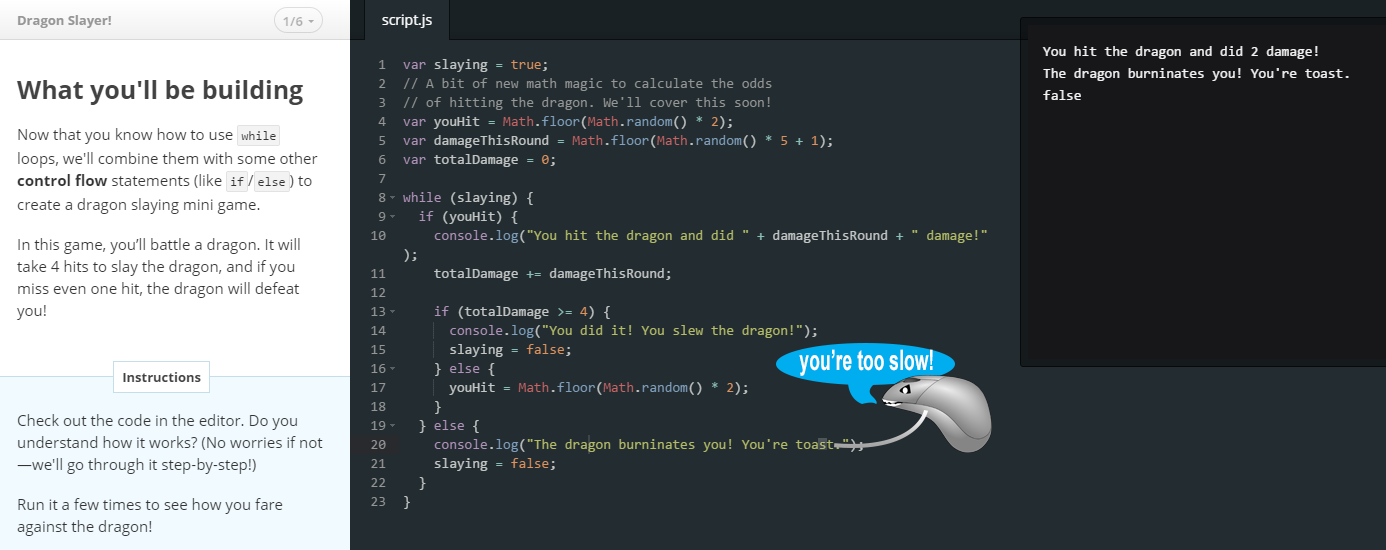 Dragon Slayer!
1/6
What you'll be building
Now that you know how to use while
loops, we'll combine them with some other
control flow statements (like if/else) to
create a dragon slaying mini game.
In this game, you’ll battle a dragon. It will
take 4 hits to slay the dragon, and if you
miss even one hit, the dragon will defeat
you!
Instructions
Check out the code in the editor. Do you
understand how it works? (No worries if not
—we'll go through it step-by-step!)
Run it a few times to see how you fare
against the dragon!
script.js
1 var slaying = true;
2 // A bit of new math magic to calculate the odds
3 // of hitting the dragon. We'll cover this soon!
4 var youHit = Math.floor(Math.random() * 2);
5 var damageThisRound = Math.floor(Math.random() * 5 + 1);
6 var totalDamage = 0;
7
8 while (slaying) {
9   if (youHit) {
10     console.log("You hit the dragon and did " + damageThisRound + " damage!"
);
11     totalDamage += damageThisRound;
12
13     if (totalDamage >= 4) {
14       console.log("You did it! You slew the dragon!");
15       slaying = false;
16     } else {
17       youHit = Math.floor(Math.random() * 2);
18     }
19   } else {
20     console.log("The dragon burninates you! You're toast.");
21     slaying = false;
22   }
23 }
you’re too slow!
You hit the dragon and did 2 damage!
The dragon burninates you! You're toast.
false